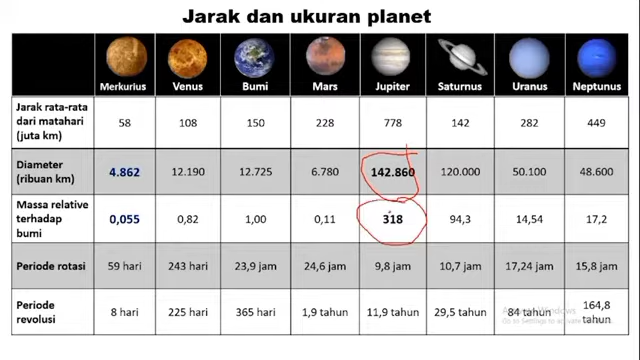 Jarak dan ukuran planet
Merkurius Venus Bumi Mars Jupiter Saturnus Uranus Neptunus
Jarak rata-rata
dari matahari
(juta km)
58 108 150 228 778 142 282 449
Diameter
(ribuan km)
4.862 12.190 12.725 6.780 142.860 120.000 50.100 48.600
Massa relative
terhadap
bumi
0,055 0,82 1,00 0,11 318 94,3 14,54 17,2
Periode rotasi 59 hari 243 hari 23,9 jam 24,6 jam 9,8 jam 10,7 jam 17,24 jam 15,8 jam
Periode
revolusi
8 hari 225 hari 365 hari 1,9 tahun 11,9 tahun 29,5 tahun 84 tahun 164,8
tahun
Windows
Settings to